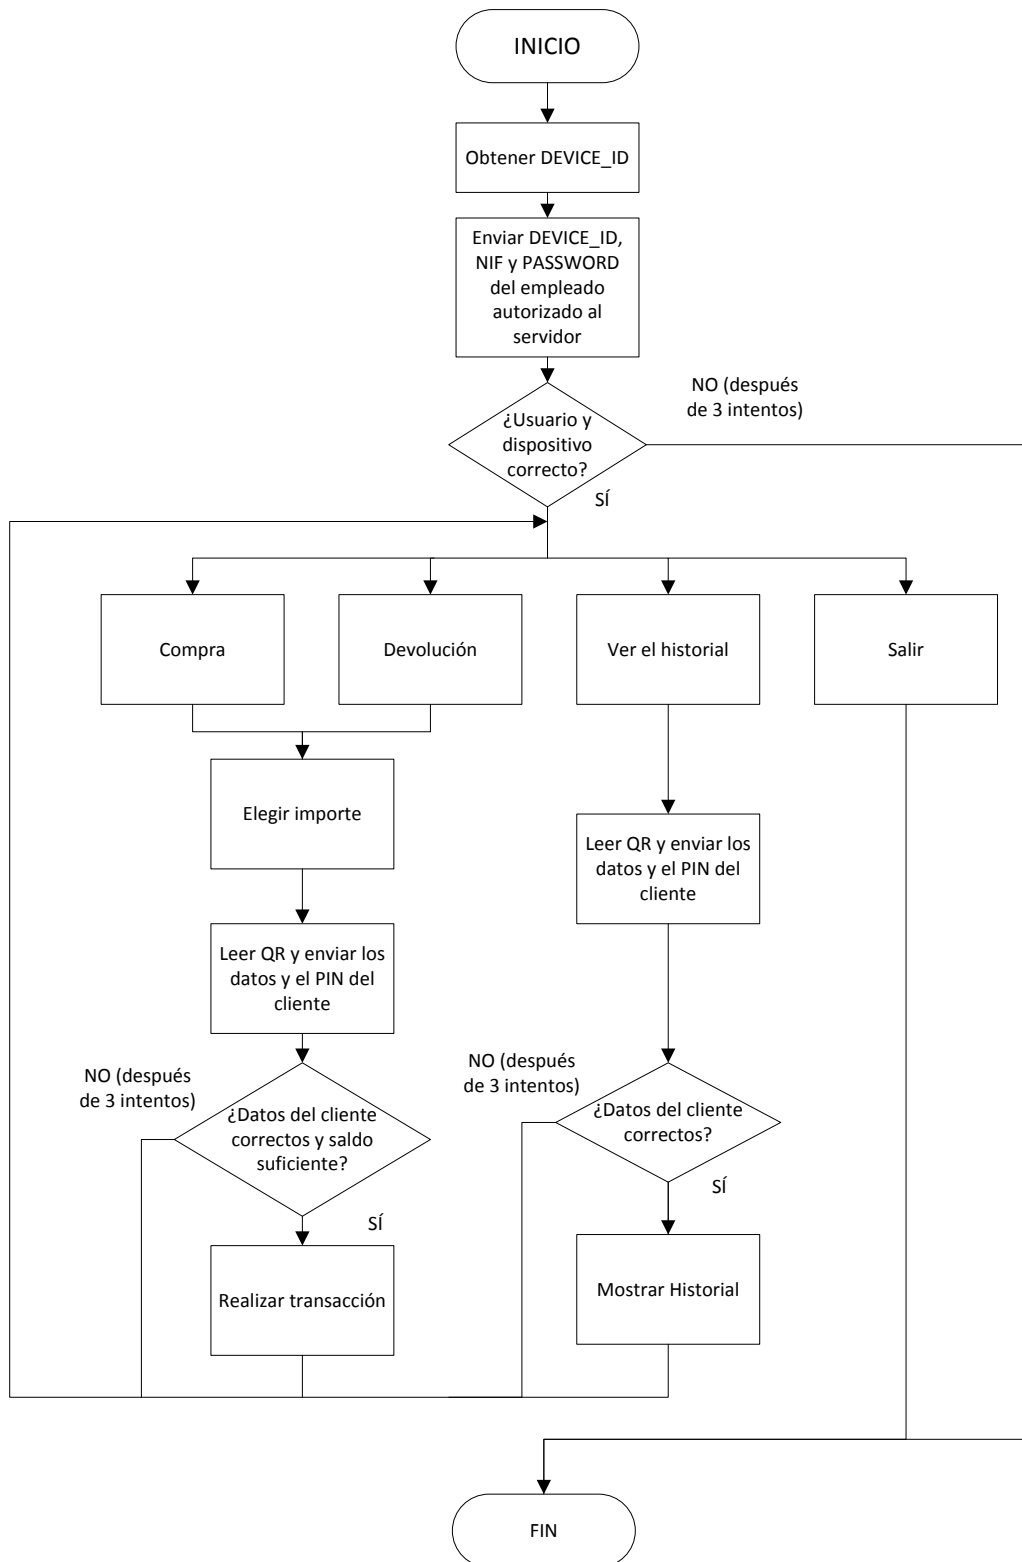 INICIO
Obtener DEVICE_ID
Enviar DEVICE_ID,
NIF y PASSWORD
del empleado
autorizado al
servidor
NO (después
de 3 intentos)
¿Usuario y
dispositivo
correcto?
SÍ
Compra
Devolución
Ver el historial
Salir
Elegir importe
Leer QR y enviar los
datos y el PIN del
cliente
Leer QR y enviar los
datos y el PIN del
cliente
NO (después
de 3 intentos)
¿Datos del cliente
correctos y saldo
suficiente?
SÍ
NO (después
de 3 intentos)
¿Datos del cliente
correctos?
SÍ
Realizar transacción
Mostrar Historial
FIN